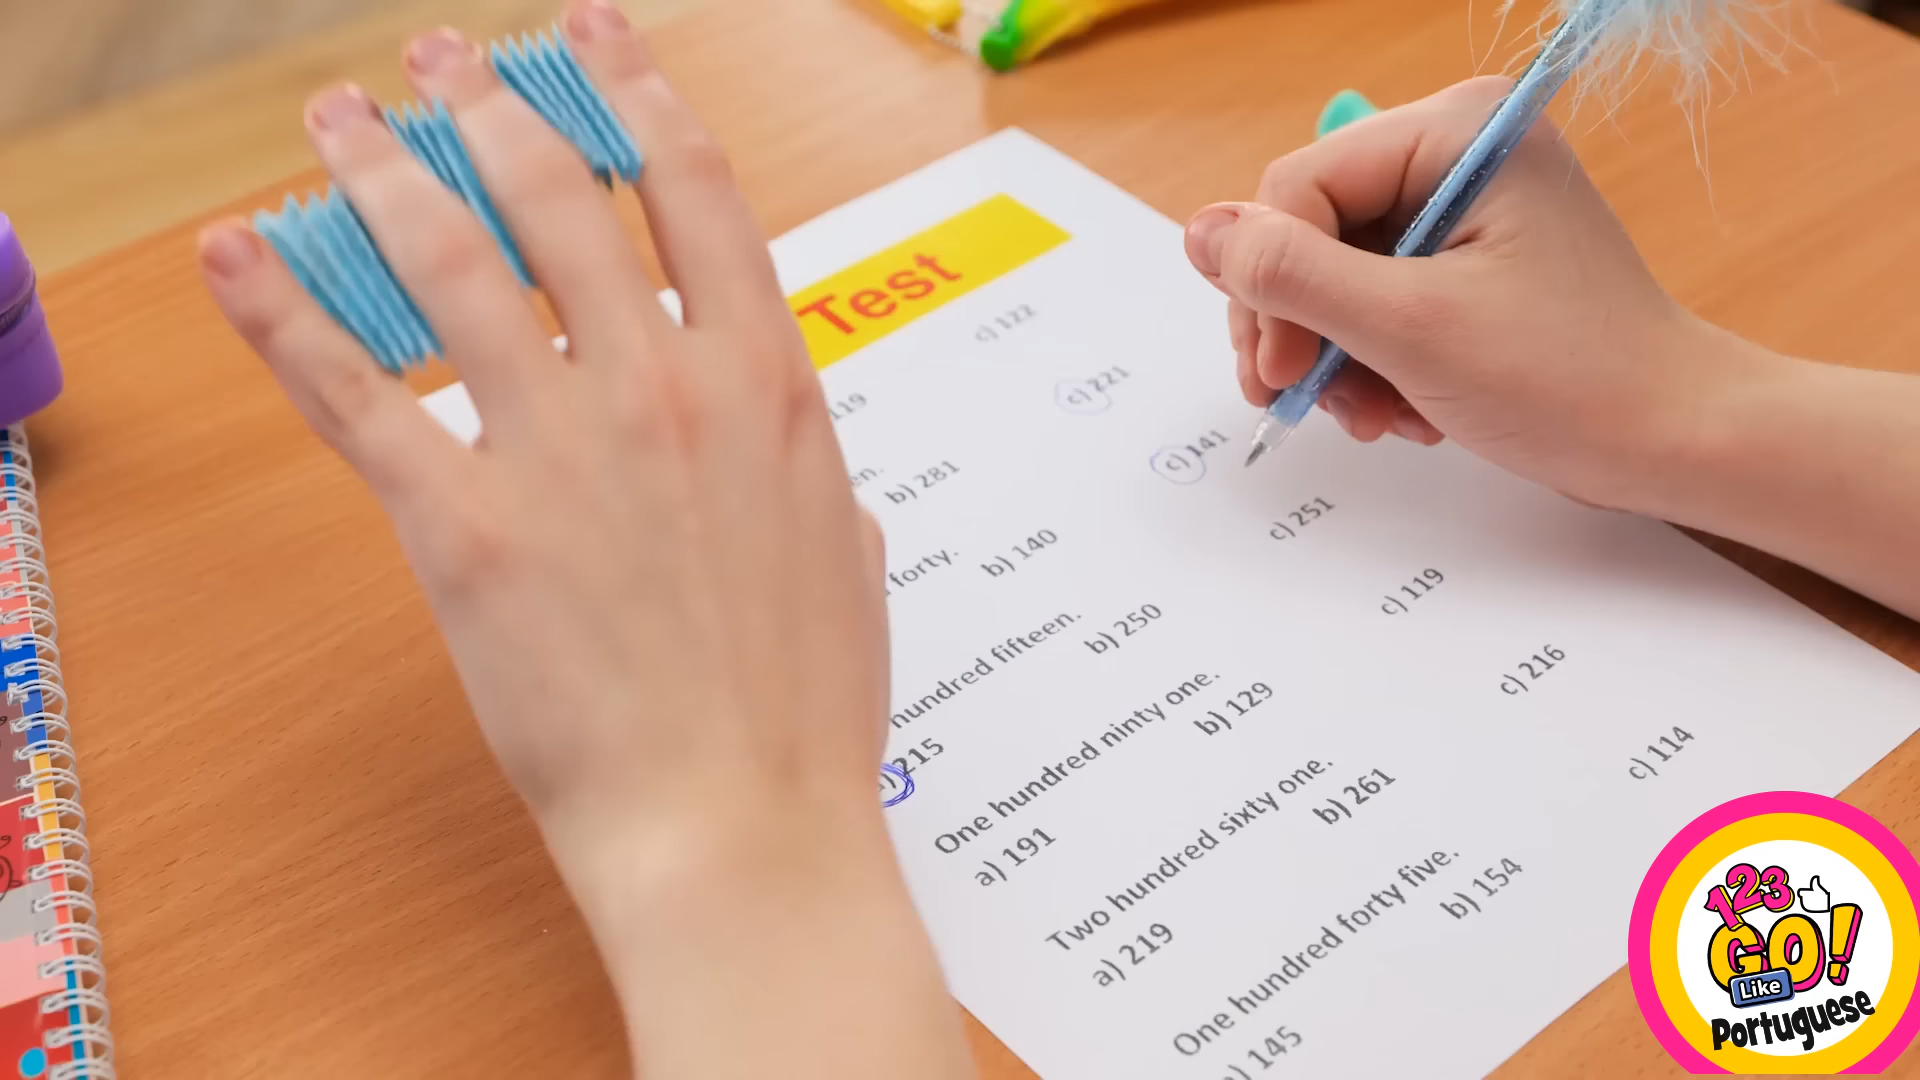 Test
c) 122
119
c) 221
en.
b) 281
c) 141
forty.
b) 140
c) 251
hundred fifteen.
215
b) 250
c) 119
One hundred ninty one.
a) 191
b) 129
c) 216
Two hundred sixty one.
a) 219
b) 261
c) 114
One hundred forty five.
) 145
b) 154
123
GO!
Like
Portuguese